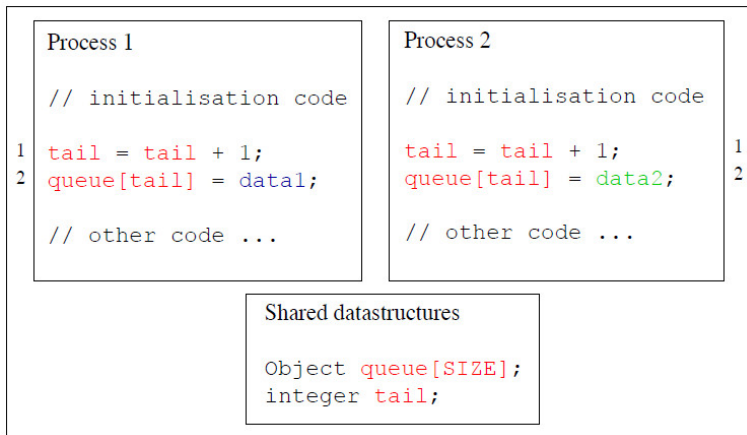 Process 1
// initialisation code
1 tail = tail + 1;
2 queue[tail] = data1;
// other code ...
Process 2
// initialisation code
tail = tail + 1; 1
queue[tail] = data2; 2
// other code ...
Shared datastructures
Object queue[SIZE];
integer tail;